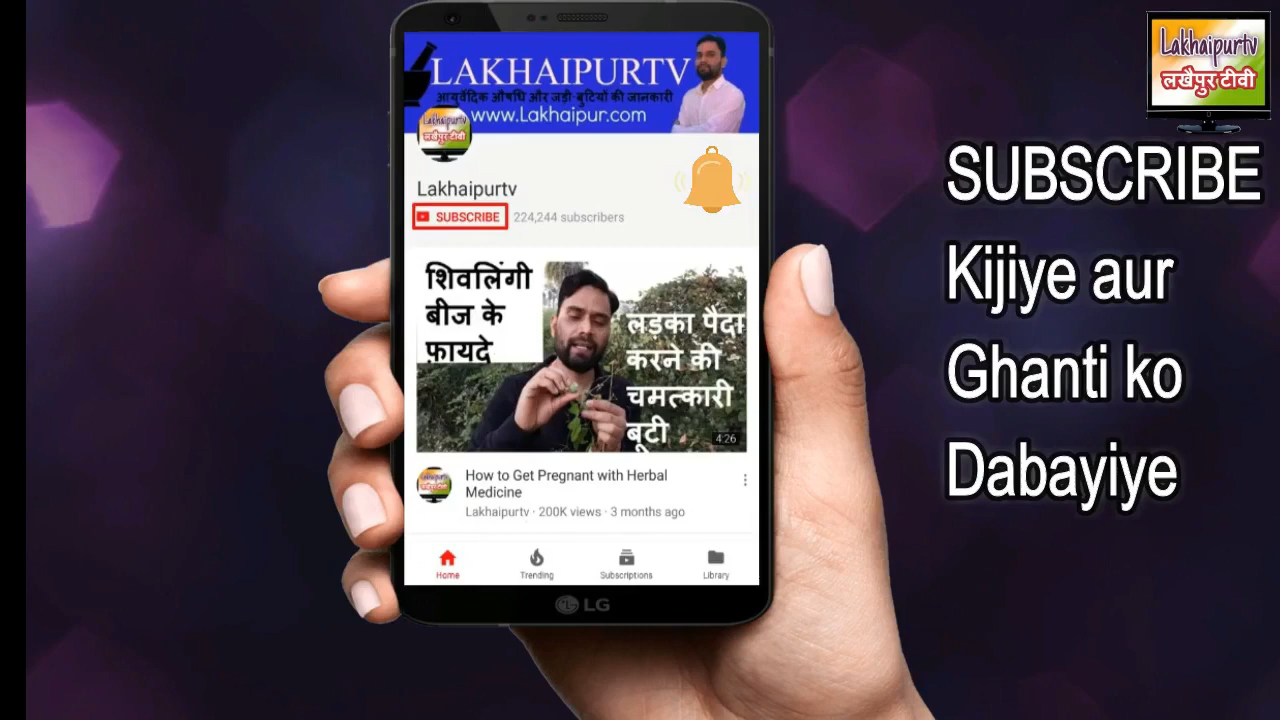 LAKHAIPURTV
आयुर्वेदिक औषधि और जड़ी-बूटियों की जानकारी
www.Lakhaipur.com
Lakhaipurtv
लखैपुर टीवी
Lakhaipurtv
SUBSCRIBE 224,244 subscribers
शिवलिंगी
बीज के
फ़ायदे
लड़का पैदा
करने की
चमत्कारी
बूटी
4:26
Lakhaipurtv
लखैपुर टीवी
How to Get Pregnant with Herbal
Medicine
Lakhaipurtv · 200K views · 3 months ago
Home Trending Subscriptions Library
LG
Lakhaipurtv
लखैपुर टीवी
SUBSCRIBE
Kijiye aur
Ghanti ko
Dabayiye